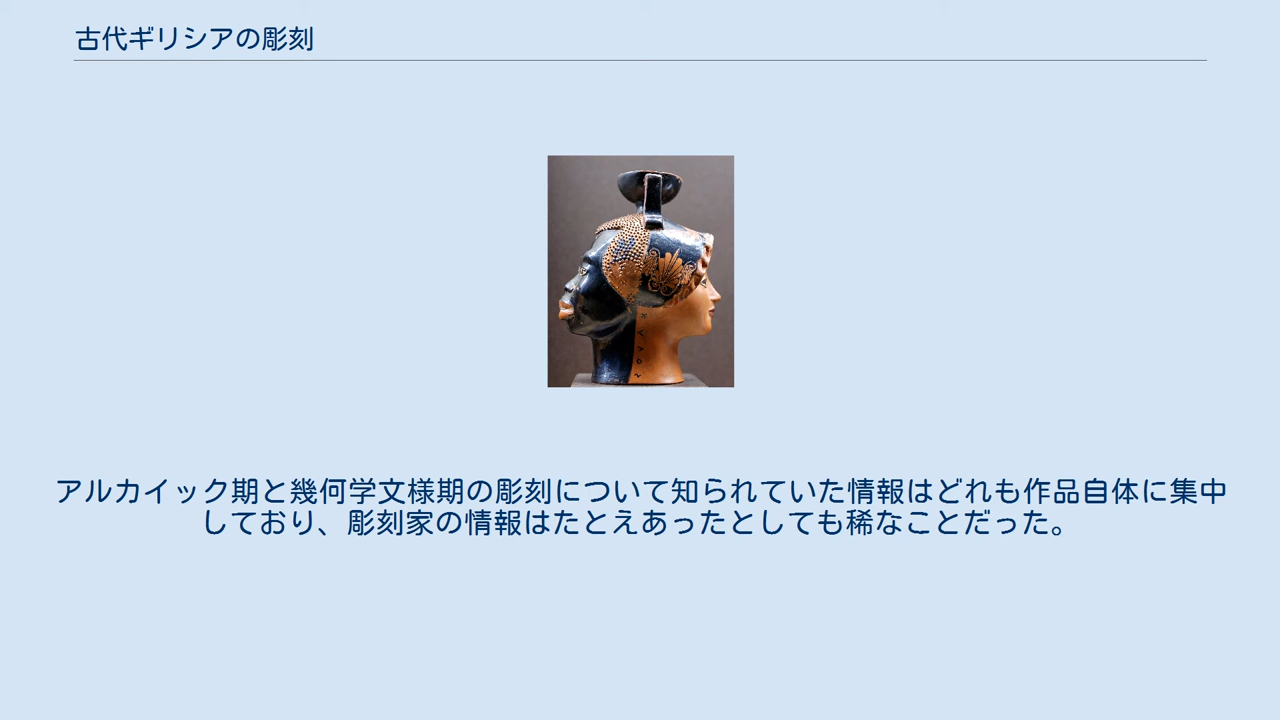 古代ギリシアの彫刻
アルカイック期と幾何学文様期の彫刻について知られていた情報はどれも作品自体に集中
しており、彫刻家の情報はたとえあったとしても稀なことだった。